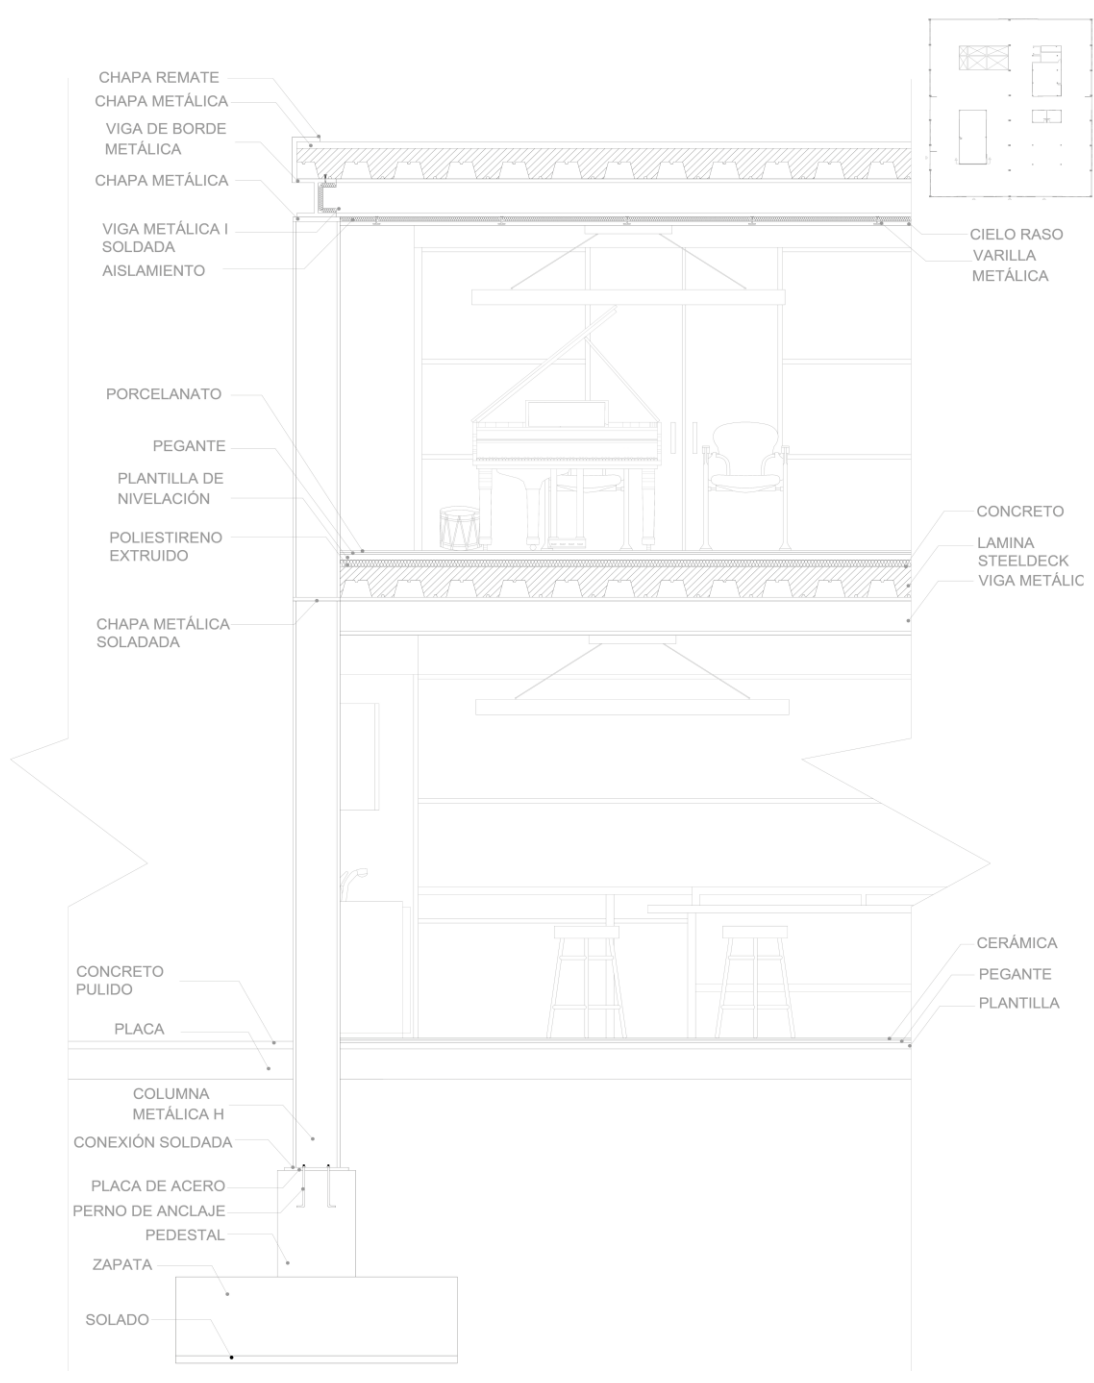 CHAPA REMATE
CHAPA METÁLICA
VIGA DE BORDE
METÁLICA
CHAPA METÁLICA
VIGA METÁLICA I
SOLDADA
AISLAMIENTO
CIELO RASO
VARILLA
METÁLICA
PORCELANATO
PEGANTE
PLANTILLA DE
NIVELACIÓN
POLIESTIRENO
EXTRUIDO
CONCRETO
LAMINA
STEELDECK
VIGA METÁLIC
CHAPA METÁLICA
SOLADADA
CERÁMICA
PEGANTE
PLANTILLA
CONCRETO
PULIDO
PLACA
COLUMNA
METÁLICA H
CONEXIÓN SOLDADA
PLACA DE ACERO
PERNO DE ANCLAJE
PEDESTAL
ZAPATA
SOLADO